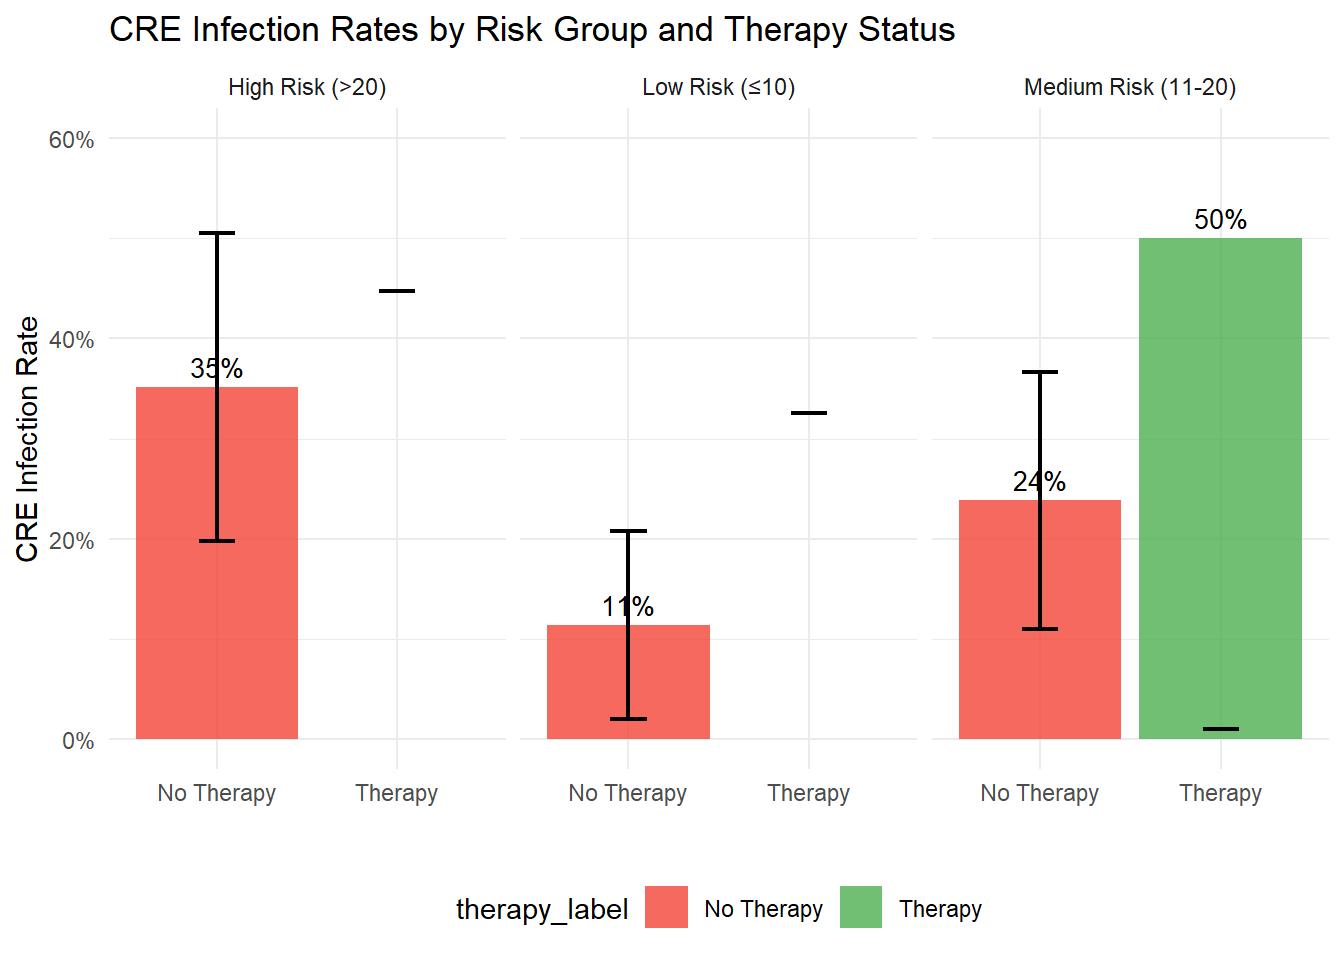 CRE Infection Rates by Risk Group and Therapy Status
High Risk (>20)
Low Risk (≤10)
Medium Risk (11-20)
CRE Infection Rate
60%
40%
20%
0%
35%
11%
24%
50%
No Therapy
Therapy
No Therapy
Therapy
No Therapy
Therapy
therapy_label
No Therapy
Therapy